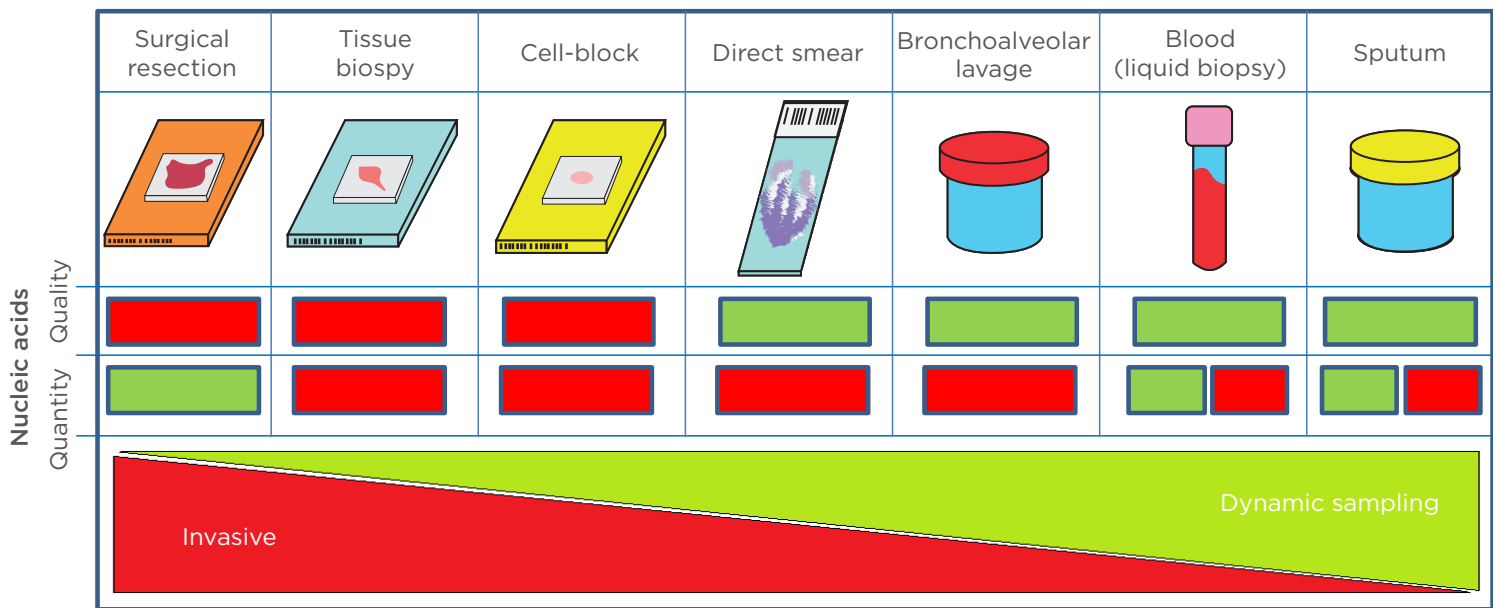 Surgical
resection
Tissue
biospy
Cell-block
Direct smear
Bronchoalveolar
lavage
Blood
(liquid biopsy)
Sputum
Nucleic acids
Quality
Quantity
Invasive
Dynamic sampling